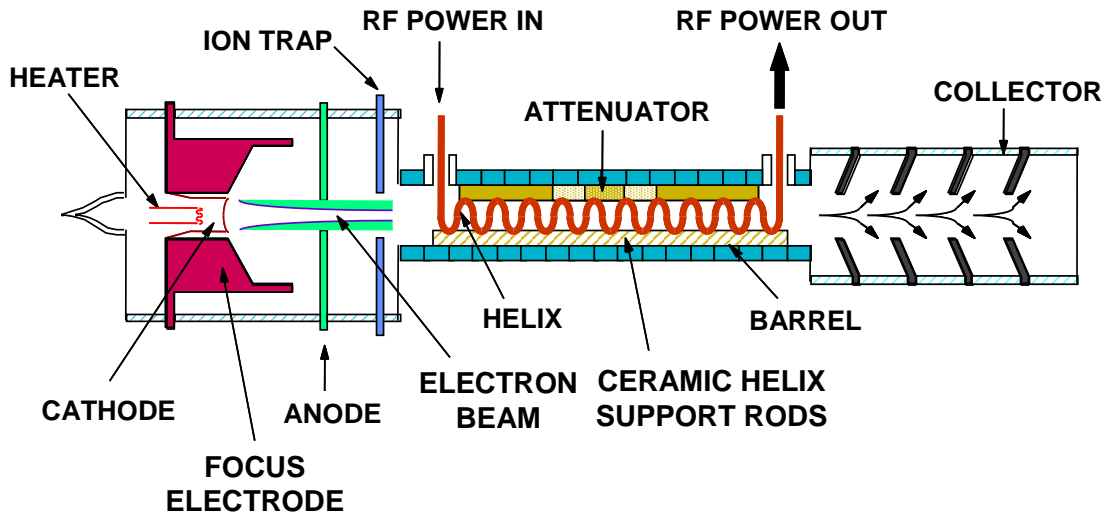 RF POWER IN
RF POWER OUT
ION TRAP
HEATER
ATTENUATOR
COLLECTOR
HELIX
BARREL
CATHODE
ANODE
ELECTRON
BEAM
CERAMIC HELIX
SUPPORT RODS
FOCUS
ELECTRODE